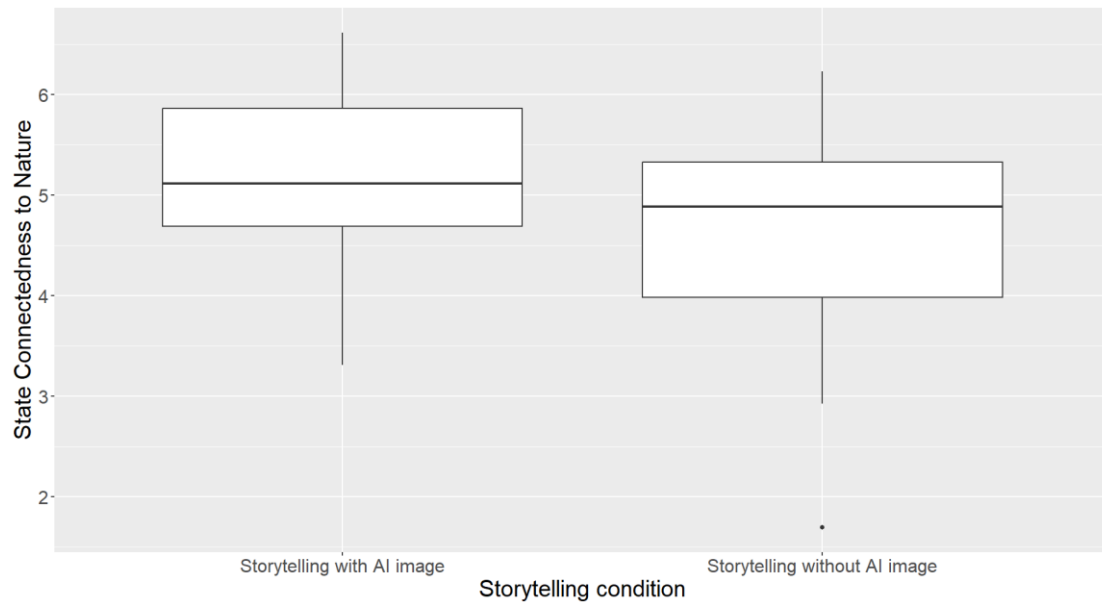 State Connectedness to Nature
6
5
4
3
2
Storytelling with AI image
Storytelling without AI image
Storytelling condition